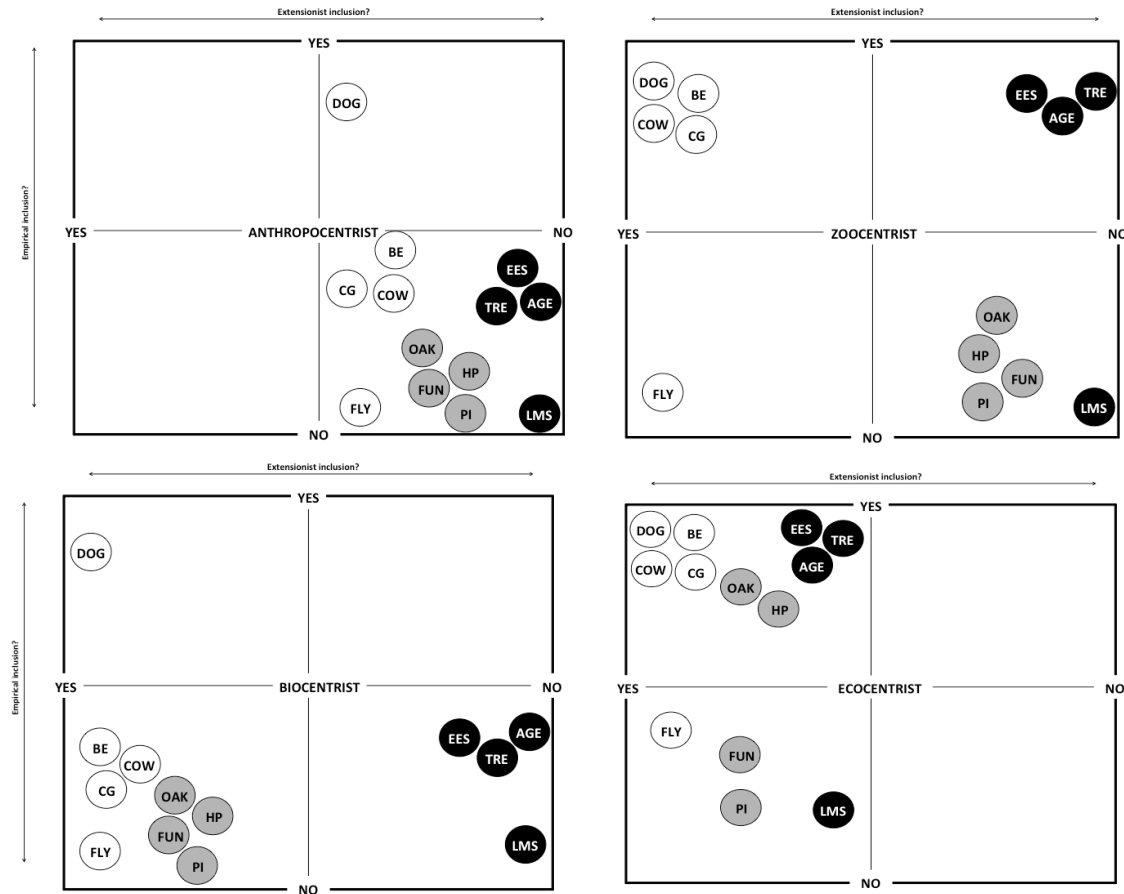 Extensionist inclusion?
YES
DOG
Empirical inclusion?
YES
ANTHROPOCENTRIST
NO
BE
EES
CG
COW
TRE
AGE
OAK
HP
FUN
FLY
PI
LMS
NO
Extensionist inclusion?
YES
DOG
BE
EES
TRE
COW
CG
AGE
YES
ZOOCENTRIST
NO
OAK
HP
FUN
FLY
PI
LMS
NO
Extensionist inclusion?
YES
DOG
Empirical inclusion?
YES
BIOCENTRIST
NO
BE
COW
EES
AGE
TRE
CG
OAK
HP
FUN
FLY
PI
LMS
NO
Extensionist inclusion?
YES
DOG
BE
EES
TRE
COW
CG
AGE
OAK
HP
YES
ECOCENTRIST
NO
FLY
FUN
PI
LMS
NO